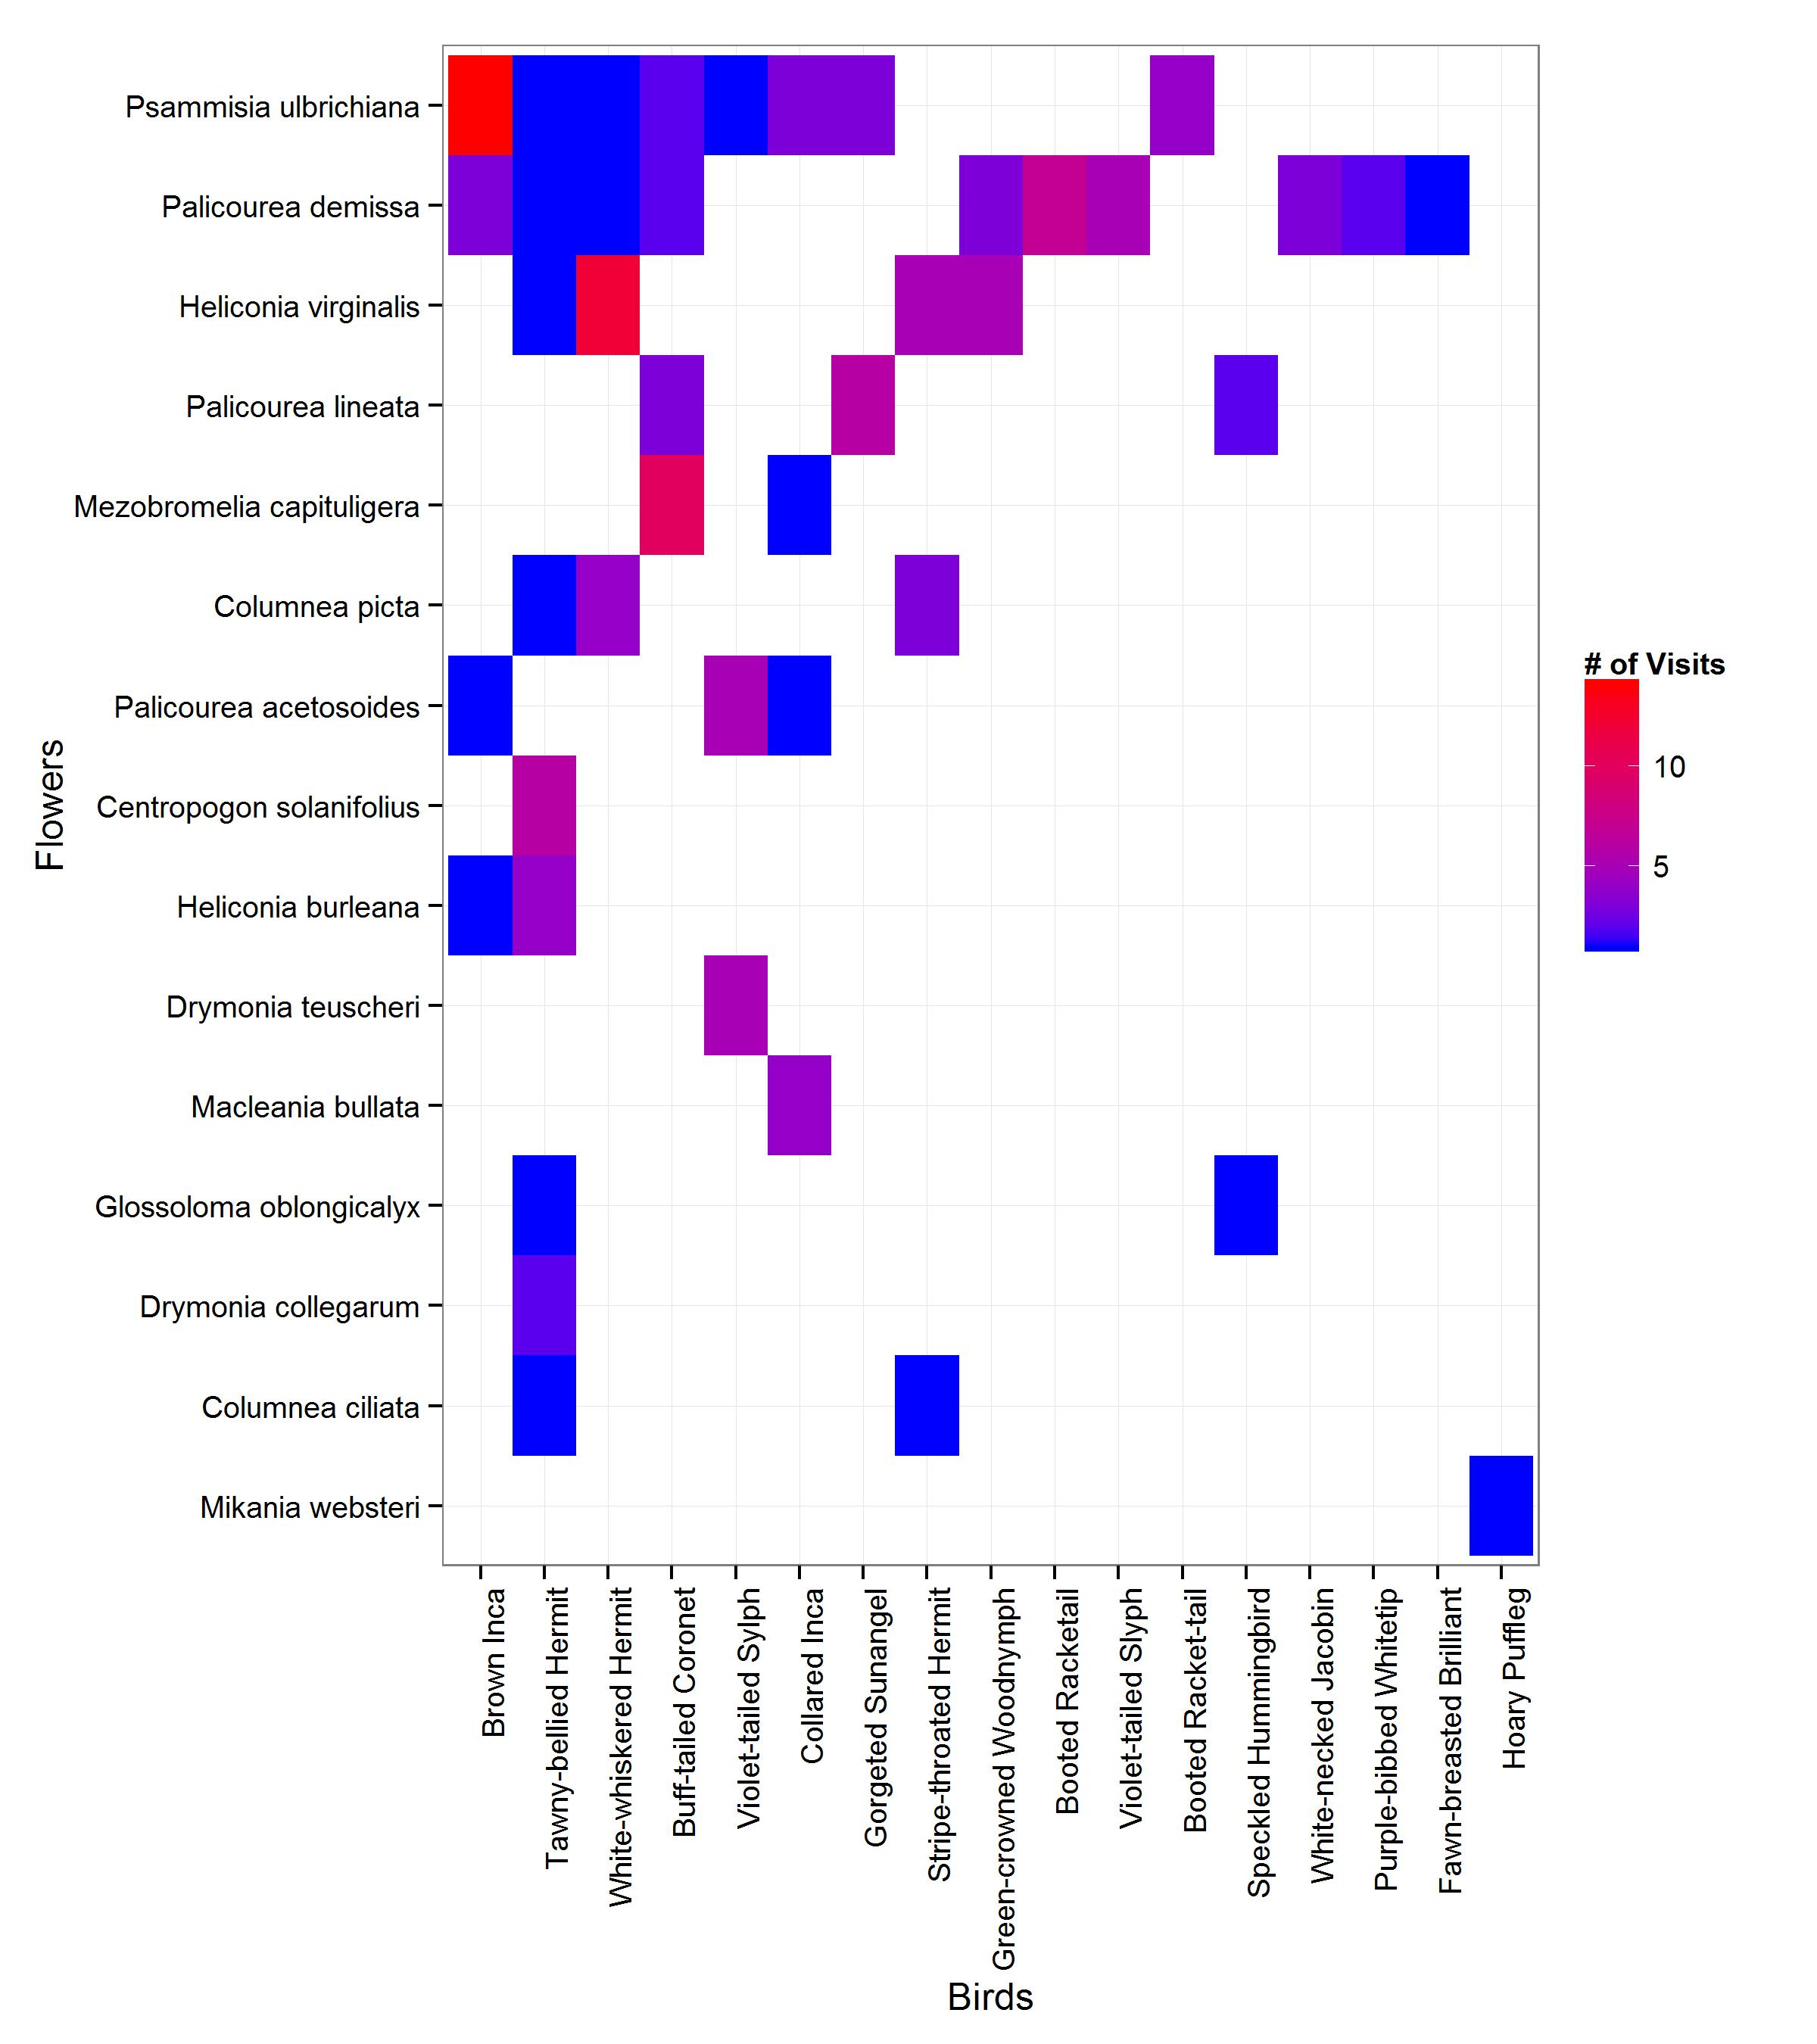 Psammisia ulbrichiana
Palicourea demissa
Heliconia virginalis
Palicourea lineata
Mezobromelia capituligera
Columnea picta
Palicourea acetosoides
Centropogon solanifolius
Heliconia burleana
Drymonia teuscheri
Macleania bullata
Glossoloma oblongicalyx
Drymonia collegarum
Columnea ciliata
Mikania websteri
Flowers
# of Visits
10
5
Brown Inca
Tawny-bellied Hermit
White-whiskered Hermit
Buff-tailed Coronet
Violet-tailed Sylph
Collared Inca
Gorgeted Sunangel
Stripe-throated Hermit
Green-crowned Woodnymph
Booted Racketail
Violet-tailed Slyph
Booted Racket-tail
Speckled Hummingbird
White-necked Jacobin
Purple-bibbed Whitetip
Fawn-breasted Brilliant
Hoary Puffleg
Birds